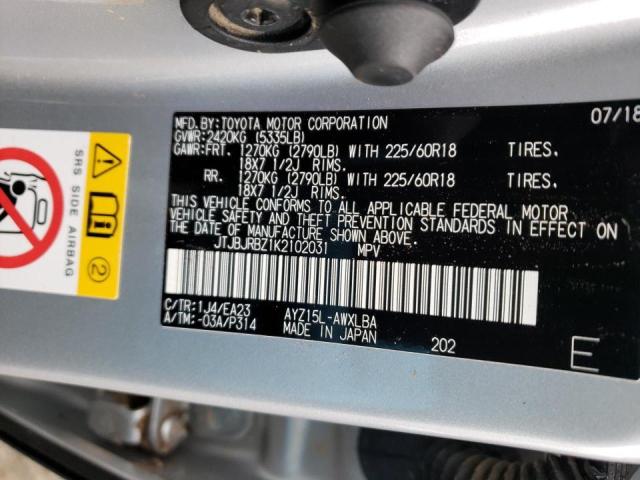 MFD.BY:TOYOTA MOTOR CORPORATION 07/18
GVWR:2420KG (5335LB)
GAWR:FRT. 1270KG (2790LB) WITH 225/60R18 TIRES.
18X7 1/2J RIMS.
RR. 1270KG (2790LB) WITH 225/60R18 TIRES.
18X7 1/2J RIMS.
THIS VEHICLE CONFORMS TO ALL APPLICABLE FEDERAL MOTOR
VEHICLE SAFETY AND THEFT PREVENTION STANDARDS IN EFFECT ON
THE DATE OF MANUFACTURE SHOWN ABOVE.
JTJBJRBZ1K2102031 MPV
C/TR:1J4/EA23 AYZ15L-AWXLBA
A/TM:-03A/P314 MADE IN JAPAN 202
E
SRS SIDE AIRBAG
2